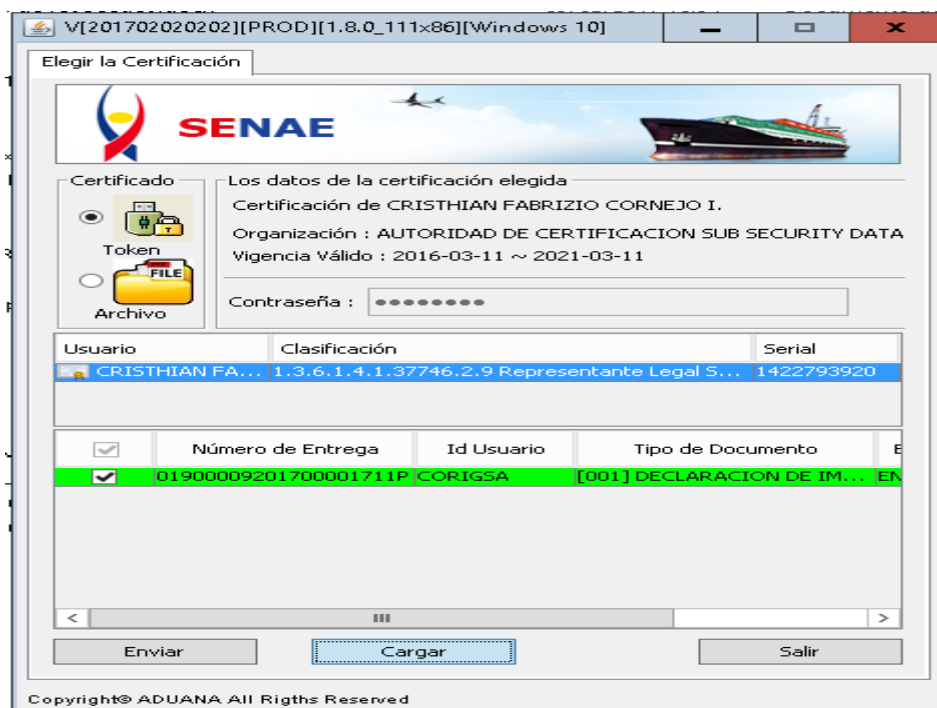 V[201702020202][PROD][1.8.0_111x86][Windows 10]
Elegir la Certificación
SENAE
Certificado
Token
FILE
Archivo
Los datos de la certificación elegida
Certificación de CRISTHIAN FABRIZIO CORNEJO I.
Organización : AUTORIDAD DE CERTIFICACION SUB SECURITY DATA
Vigencia Válido : 2016-03-11 ~ 2021-03-11
Contraseña :
Usuario Clasificación Serial
CRISTHIAN FA... 1.3.6.1.4.1.37746.2.9 Representante Legal S... 1422793920
Número de Entrega Id Usuario Tipo de Documento E
01900009201700001711P CORIGSA [001] DECLARACION DE IM... EN
Enviar Cargar Salir
Copyright© ADUANA All Rigths Reserved